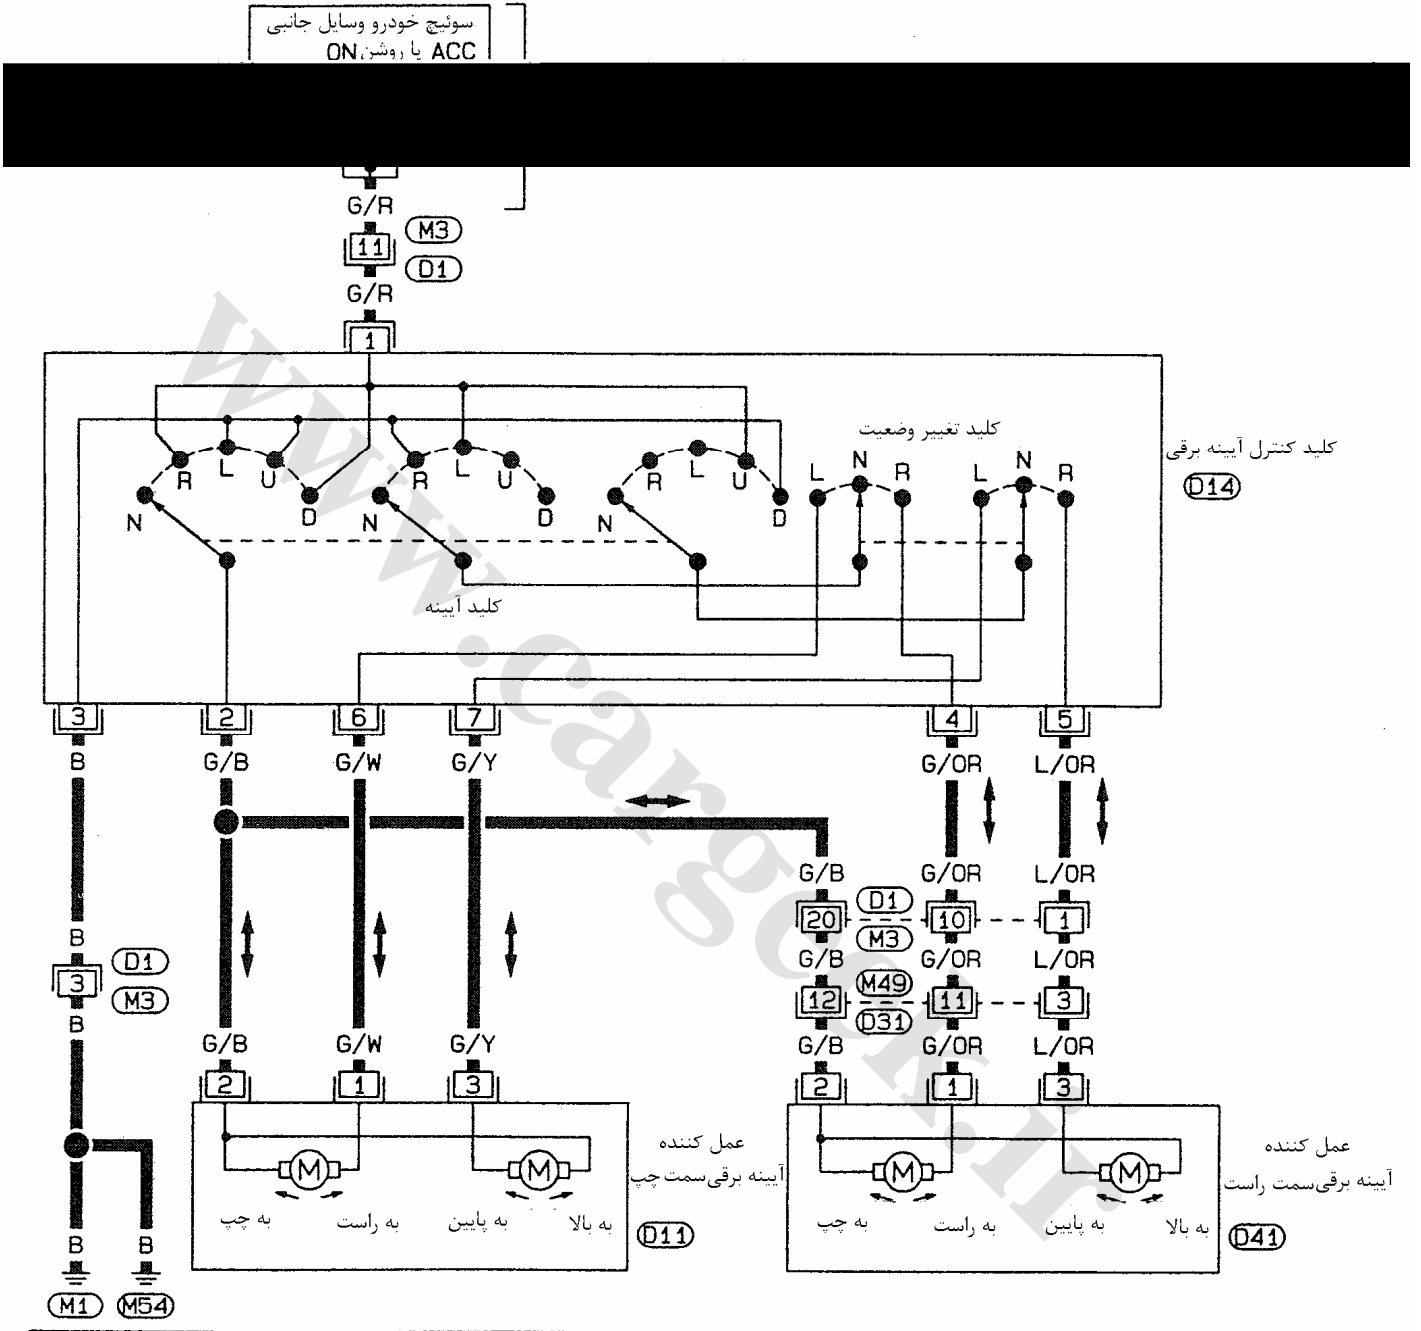 سوئیچ خودرو وسایل جانبی
ACC یا روشن ON
G/R
M3
11
D1
G/R
1
کلید تغییر وضعیت
کلید کنترل آیینه برقی
D14
R L U D N
R L U D N
R L U D N
L N R
L N R
کلید آیینه
3 2 6 7 4 5
B G/B G/W G/Y G/OR L/OR
G/B G/OR L/OR
D1
20 10 1
M3
B
D1
3
M3
B
G/B G/OR L/OR
M49
12 11 3
D31
G/B G/W G/Y G/B G/OR L/OR
2 1 3 2 1 3
M M M M
عمل کننده
آیینه برقی سمت چپ
D11
عمل کننده
آیینه برقی سمت راست
D41
به چپ به راست به پایین به بالا
به چپ به راست به پایین به بالا
B B
M1 M54
www.cargeek.ir